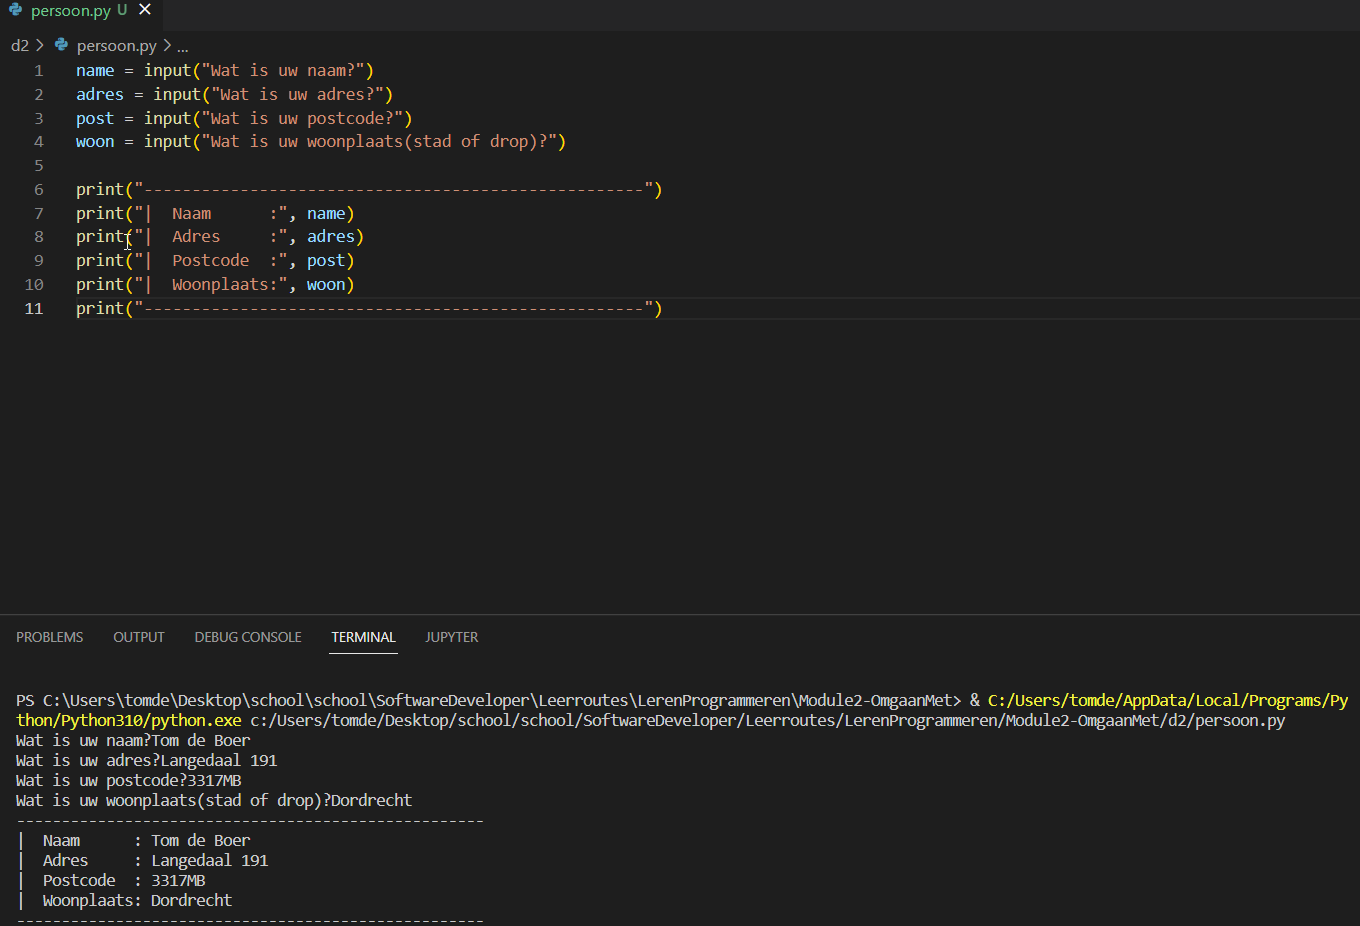 persoon.py U ×
d2 > persoon.py > ...
1 name = input("Wat is uw naam?")
2 adres = input("Wat is uw adres?")
3 post = input("Wat is uw postcode?")
4 woon = input("Wat is uw woonplaats(stad of drop)?")
5
6 print("----------------------------------------------------")
7 print("|  Naam      :", name)
8 print("|  Adres     :", adres)
9 print("|  Postcode  :", post)
10 print("|  Woonplaats:", woon)
11 print("----------------------------------------------------")
PROBLEMS OUTPUT DEBUG CONSOLE TERMINAL JUPYTER
PS C:\Users\tomde\Desktop\school\school\SoftwareDeveloper\Leerroutes\LerenProgrammeren\Module2-OmgaanMet> & C:/Users/tomde/AppData/Local/Programs/Py
thon/Python310/python.exe c:/Users/tomde/Desktop/school/school/SoftwareDeveloper/Leerroutes/LerenProgrammeren/Module2-OmgaanMet/d2/persoon.py
Wat is uw naam?Tom de Boer
Wat is uw adres?Langedaal 191
Wat is uw postcode?3317MB
Wat is uw woonplaats(stad of drop)?Dordrecht
----------------------------------------------------
|  Naam      : Tom de Boer
|  Adres     : Langedaal 191
|  Postcode  : 3317MB
|  Woonplaats: Dordrecht
----------------------------------------------------